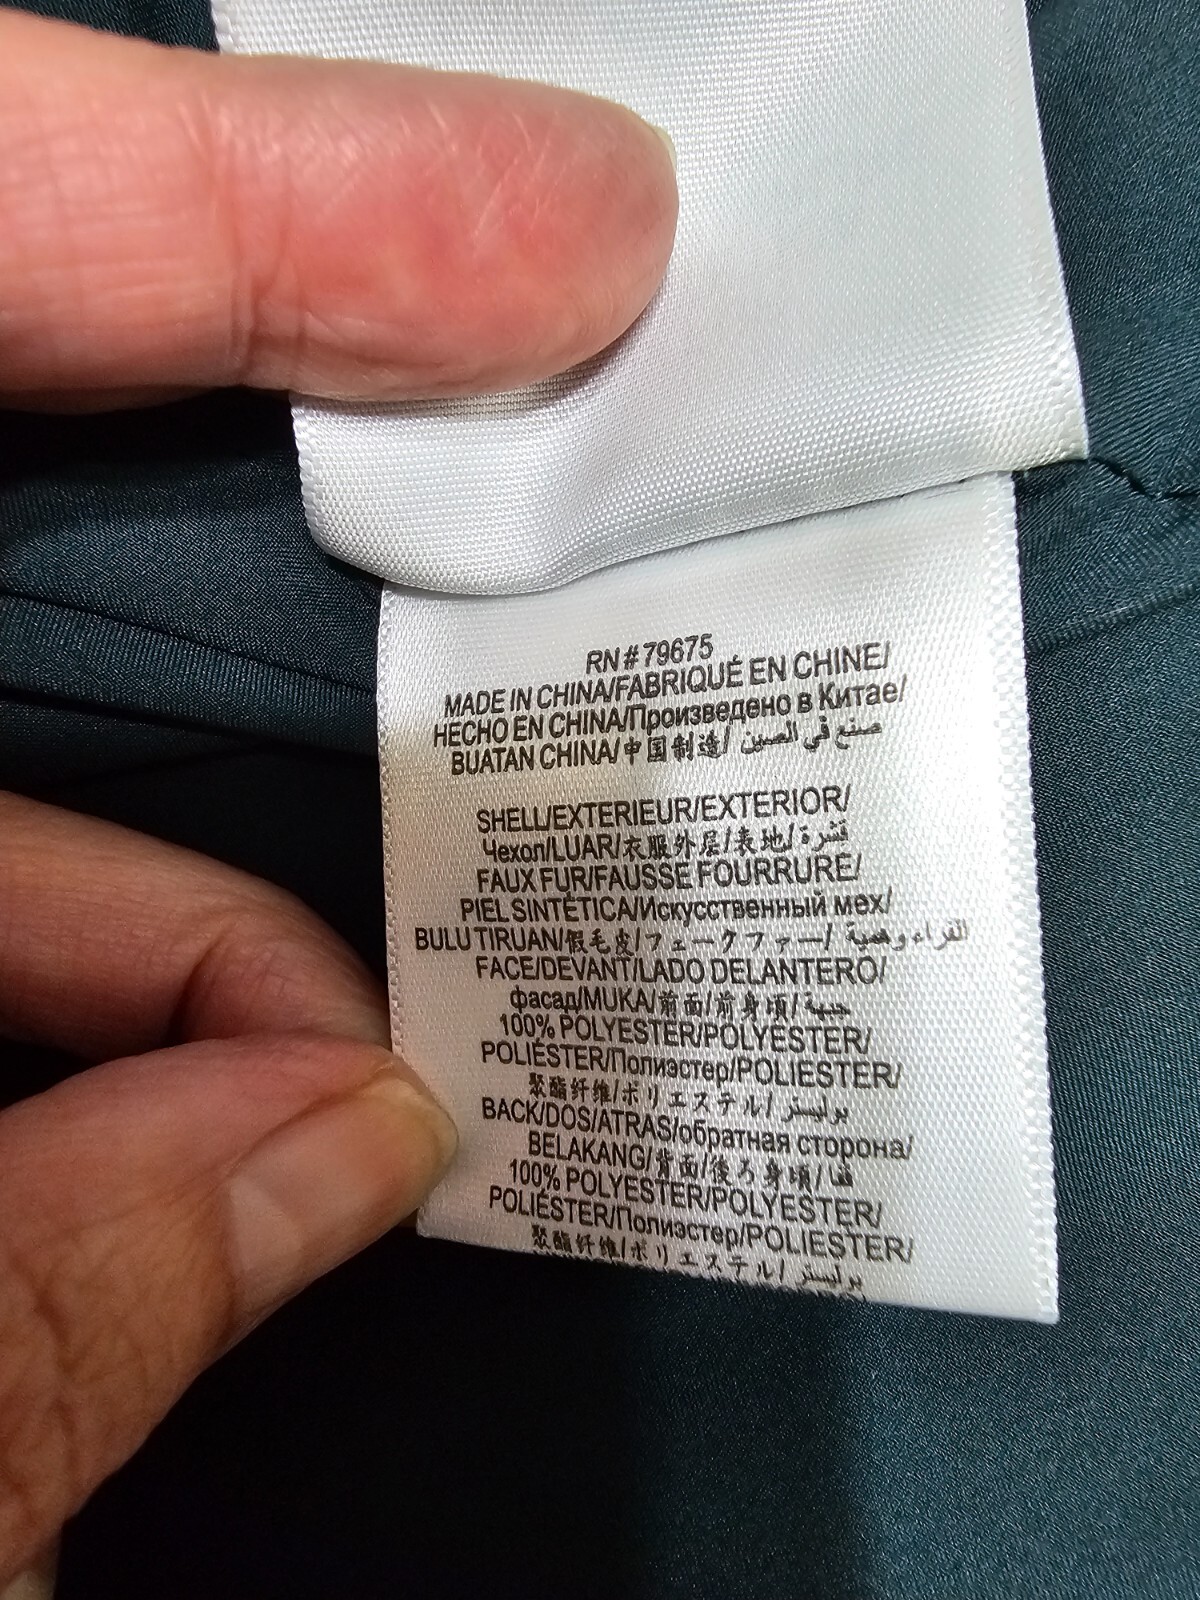 RN # 79675
MADE IN CHINA/FABRIQUÉ EN CHINE/
HECHO EN CHINA/Произведено в Китае/
BUATAN CHINA/中国制造/ صنع في الصين
SHELL/EXTERIEUR/EXTERIOR/
Чехол/LUAR/衣服外层/表地/قشرة
FAUX FUR/FAUSSE FOURRURE/
PIEL SINTÉTICA/Искусственный мех/
BULU TIRUAN/假毛皮/フェークファー/ الفراء وهمية
FACE/DEVANT/LADO DELANTERO/
фасад/MUKA/前面/前身頃/جبهة
100% POLYESTER/POLYESTER/
POLIÉSTER/Полиэстер/POLIESTER/
聚酯纤维/ポリエステル/ بوليستر
BACK/DOS/ATRAS/обратная сторона/
BELAKANG/背面/後ろ身頃/قفا
100% POLYESTER/POLYESTER/
POLIÉSTER/Полиэстер/POLIESTER/
聚酯纤维/ポリエステル/ بوليستر